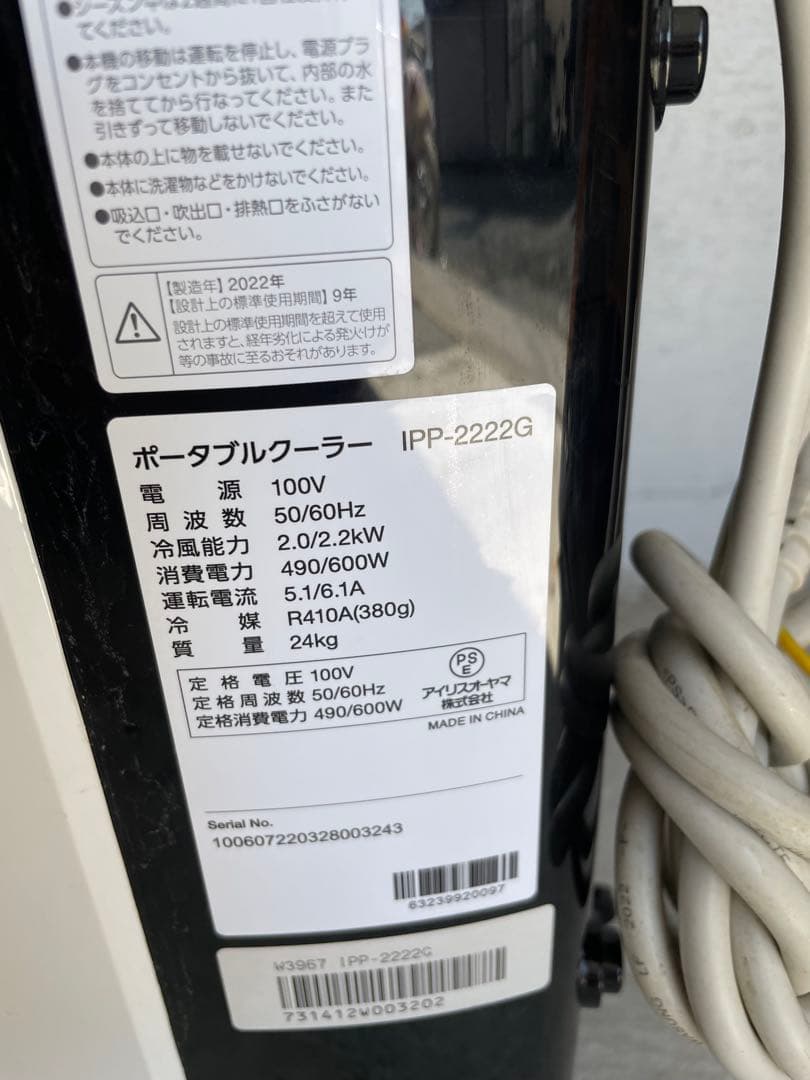 てください。
●本機の移動は運転を停止し、電源プラ
グをコンセントから抜いて、内部の水
を捨ててから行なってください。また
引きずって移動しないでください。
●本体の上に物を載せないでください。
●本体に洗濯物などをかけないでください。
●吸込口・吹出口・排熱口をふさがない
でください。
【製造年】2022年
【設計上の標準使用期間】9年
設計上の標準使用期間を超えて使用
されますと、経年劣化による発火・けが
等の事故に至るおそれがあります。
ポータブルクーラー IPP-2222G
電源 100V
周波数 50/60Hz
冷風能力 2.0/2.2kW
消費電力 490/600W
運転電流 5.1/6.1A
冷媒 R410A(380g)
質量 24kg
定格電圧 100V
定格周波数 50/60Hz
定格消費電力 490/600W
PS
E
アイリスオーヤマ
株式会社
MADE IN CHINA
Serial No.
100607220328003243
63239920097
W3967 IPP-2222G
731412W003202